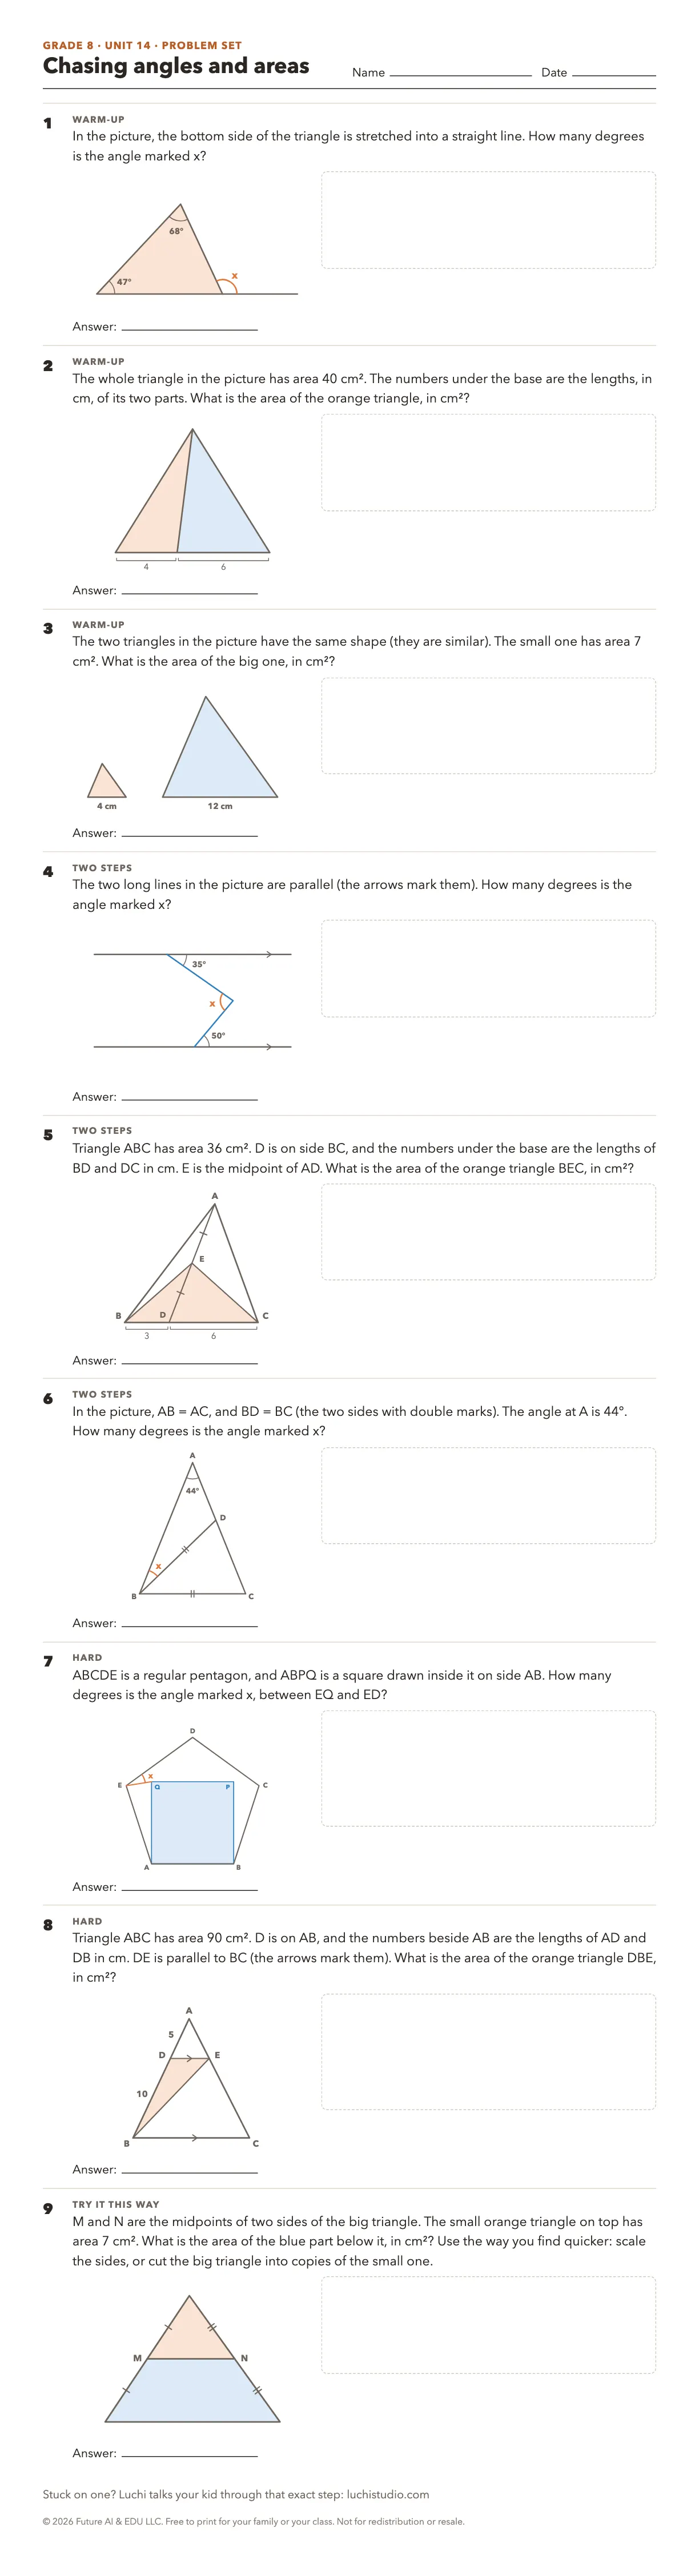 GRADE 8 · UNIT 14 · PROBLEM SET
Chasing angles and areas
Name
Date
1
WARM-UP
In the picture, the bottom side of the triangle is stretched into a straight line. How many degrees
is the angle marked x?
68°
47°
x
Answer:
2
WARM-UP
The whole triangle in the picture has area 40 cm². The numbers under the base are the lengths, in
cm, of its two parts. What is the area of the orange triangle, in cm²?
4
6
Answer:
3
WARM-UP
The two triangles in the picture have the same shape (they are similar). The small one has area 7
cm². What is the area of the big one, in cm²?
4 cm
12 cm
Answer:
4
TWO STEPS
The two long lines in the picture are parallel (the arrows mark them). How many degrees is the
angle marked x?
35°
x
50°
Answer:
5
TWO STEPS
Triangle ABC has area 36 cm². D is on side BC, and the numbers under the base are the lengths of
BD and DC in cm. E is the midpoint of AD. What is the area of the orange triangle BEC, in cm²?
A
E
B
D
C
3
6
Answer:
6
TWO STEPS
In the picture, AB = AC, and BD = BC (the two sides with double marks). The angle at A is 44°.
How many degrees is the angle marked x?
A
44°
D
x
B
C
Answer:
7
HARD
ABCDE is a regular pentagon, and ABPQ is a square drawn inside it on side AB. How many
degrees is the angle marked x, between EQ and ED?
D
x
E
Q
P
C
A
B
Answer:
8
HARD
Triangle ABC has area 90 cm². D is on AB, and the numbers beside AB are the lengths of AD and
DB in cm. DE is parallel to BC (the arrows mark them). What is the area of the orange triangle DBE,
in cm²?
A
5
D
E
10
B
C
Answer:
9
TRY IT THIS WAY
M and N are the midpoints of two sides of the big triangle. The small orange triangle on top has
area 7 cm². What is the area of the blue part below it, in cm²? Use the way you find quicker: scale
the sides, or cut the big triangle into copies of the small one.
M
N
Answer:
Stuck on one? Luchi talks your kid through that exact step: luchistudio.com
© 2026 Future AI & EDU LLC. Free to print for your family or your class. Not for redistribution or resale.